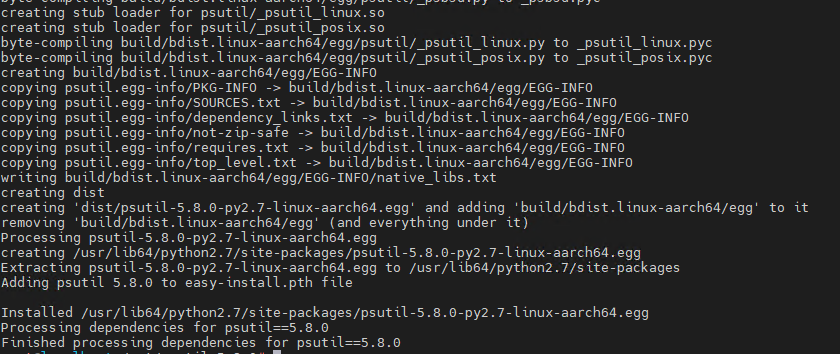 creating stub loader for psutil/_psutil_linux.so
creating stub loader for psutil/_psutil_posix.so
byte-compiling build/bdist.linux-aarch64/egg/psutil/_psutil_linux.py to _psutil_linux.pyc
byte-compiling build/bdist.linux-aarch64/egg/psutil/_psutil_posix.py to _psutil_posix.pyc
creating build/bdist.linux-aarch64/egg/EGG-INFO
copying psutil.egg-info/PKG-INFO -> build/bdist.linux-aarch64/egg/EGG-INFO
copying psutil.egg-info/SOURCES.txt -> build/bdist.linux-aarch64/egg/EGG-INFO
copying psutil.egg-info/dependency_links.txt -> build/bdist.linux-aarch64/egg/EGG-INFO
copying psutil.egg-info/not-zip-safe -> build/bdist.linux-aarch64/egg/EGG-INFO
copying psutil.egg-info/requires.txt -> build/bdist.linux-aarch64/egg/EGG-INFO
copying psutil.egg-info/top_level.txt -> build/bdist.linux-aarch64/egg/EGG-INFO
writing build/bdist.linux-aarch64/egg/EGG-INFO/native_libs.txt
creating dist
creating 'dist/psutil-5.8.0-py2.7-linux-aarch64.egg' and adding 'build/bdist.linux-aarch64/egg' to it
removing 'build/bdist.linux-aarch64/egg' (and everything under it)
Processing psutil-5.8.0-py2.7-linux-aarch64.egg
creating /usr/lib64/python2.7/site-packages/psutil-5.8.0-py2.7-linux-aarch64.egg
Extracting psutil-5.8.0-py2.7-linux-aarch64.egg to /usr/lib64/python2.7/site-packages
Adding psutil 5.8.0 to easy-install.pth file
Installed /usr/lib64/python2.7/site-packages/psutil-5.8.0-py2.7-linux-aarch64.egg
Processing dependencies for psutil==5.8.0
Finished processing dependencies for psutil==5.8.0